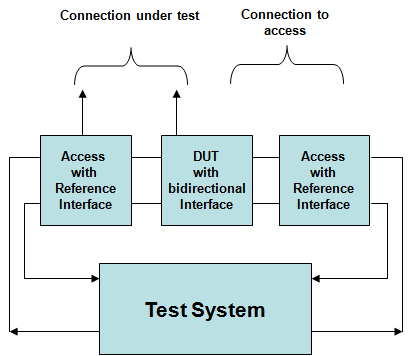 Connection under test
Connection to
access
Access
with
Reference
Interface
DUT
with
bidirectional
Interface
Access
with
Reference
Interface
Test System